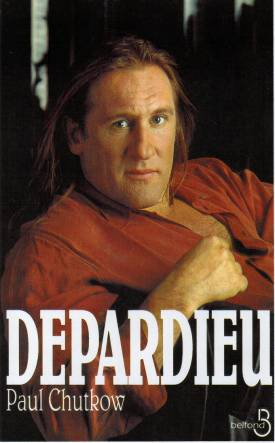 DEPARDIEU
Paul Chutkow
belfond
B